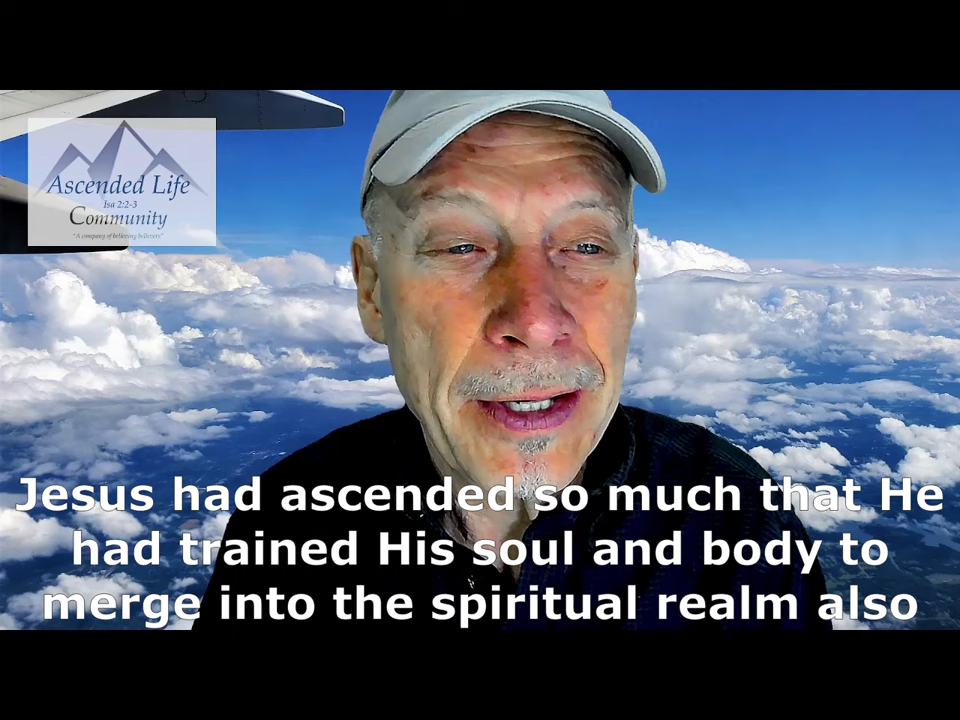 Ascended Life
Isa 2:2-3
Community
"A company of believing believers"
Jesus had ascended so much that He
had trained His soul and body to
merge into the spiritual realm also